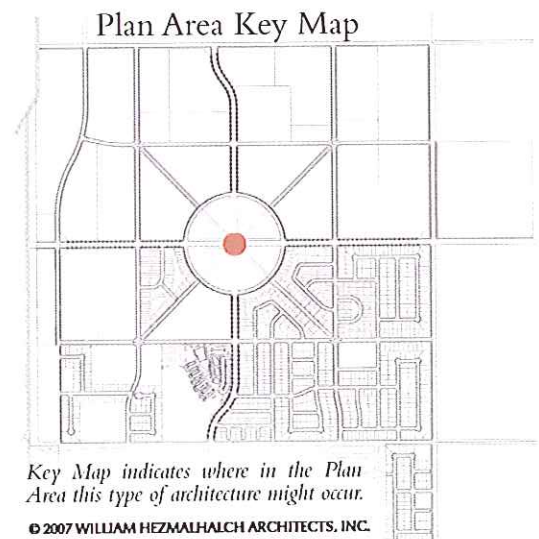 Plan Area Key Map
Key Map indicates where in the Plan
Area this type of architecture might occur.
© 2007 WILLIAM HEZMALHALCH ARCHITECTS, INC.